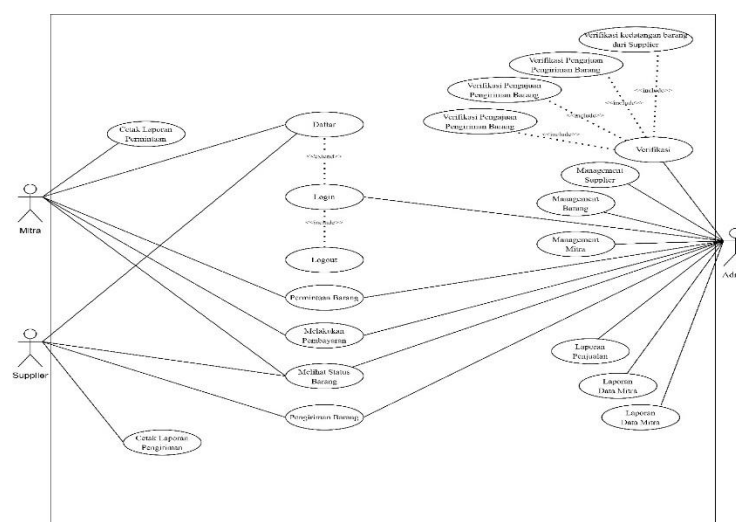 Verifikasi kedatangan barang
dari Supplier
Verifikasi Pengajuan
Pengiriman Barang
Verifikasi Pengajuan
Pengiriman Barang
Verifikasi Pengajuan
Pengiriman Barang
<<include>>
<<include>>
<<include>>
<<include>>
Verifikasi
Cetak Laporan
Permintaan
Daftar
<<extend>>
Login
<<include>>
Logout
Management
Supplier
Management
Barang
Management
Mitra
Mitra
Permintaan Barang
Melakukan
Pembayaran
Melihat Status
Barang
Pengiriman Barang
Supplier
Cetak Laporan
Pengiriman
Laporan
Penjualan
Laporan
Data Mitra
Laporan
Data Mitra